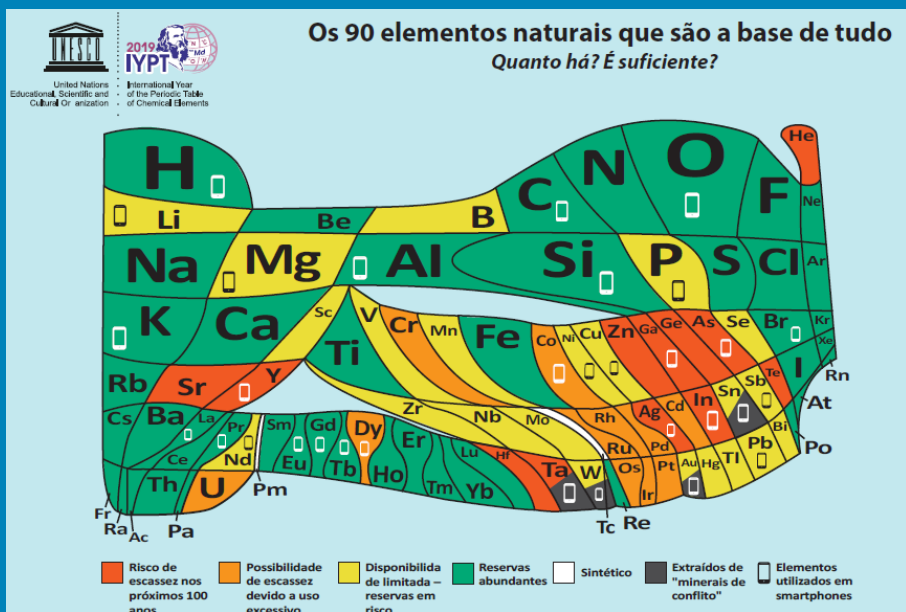 UNESCO
United Nations
Educational, Scientific and
Cultural Or anization
2019
IYPT
Md
International Year
of the Periodic Table
of Chemical Elements
Os 90 elementos naturais que são a base de tudo
Quanto há? É suficiente?
H
He
Li
Be
B
C
N
O
F
Ne
Na
Mg
Al
Si
P
S
Cl
Ar
K
Ca
Sc
Ti
V
Cr
Mn
Fe
Co
Ni
Cu
Zn
Ga
Ge
As
Se
Br
Kr
Rb
Sr
Y
Zr
Nb
Mo
Tc
Ru
Rh
Pd
Ag
Cd
In
Sn
Sb
Te
I
Xe
Cs
Ba
La
Ce
Pr
Nd
Pm
Sm
Eu
Gd
Tb
Dy
Ho
Er
Tm
Yb
Lu
Hf
Ta
W
Re
Os
Ir
Pt
Au
Hg
Tl
Pb
Bi
Po
At
Rn
Fr
Ra
Ac
Th
Pa
U
Risco de
escassez nos
próximos 100
anos
Possibilidade
de escassez
devido a uso
excessivo
Disponibilida
de limitada –
reservas em
risco
Reservas
abundantes
Sintético
Extraídos de
"minerais de
conflito"
Elementos
utilizados em
smartphones